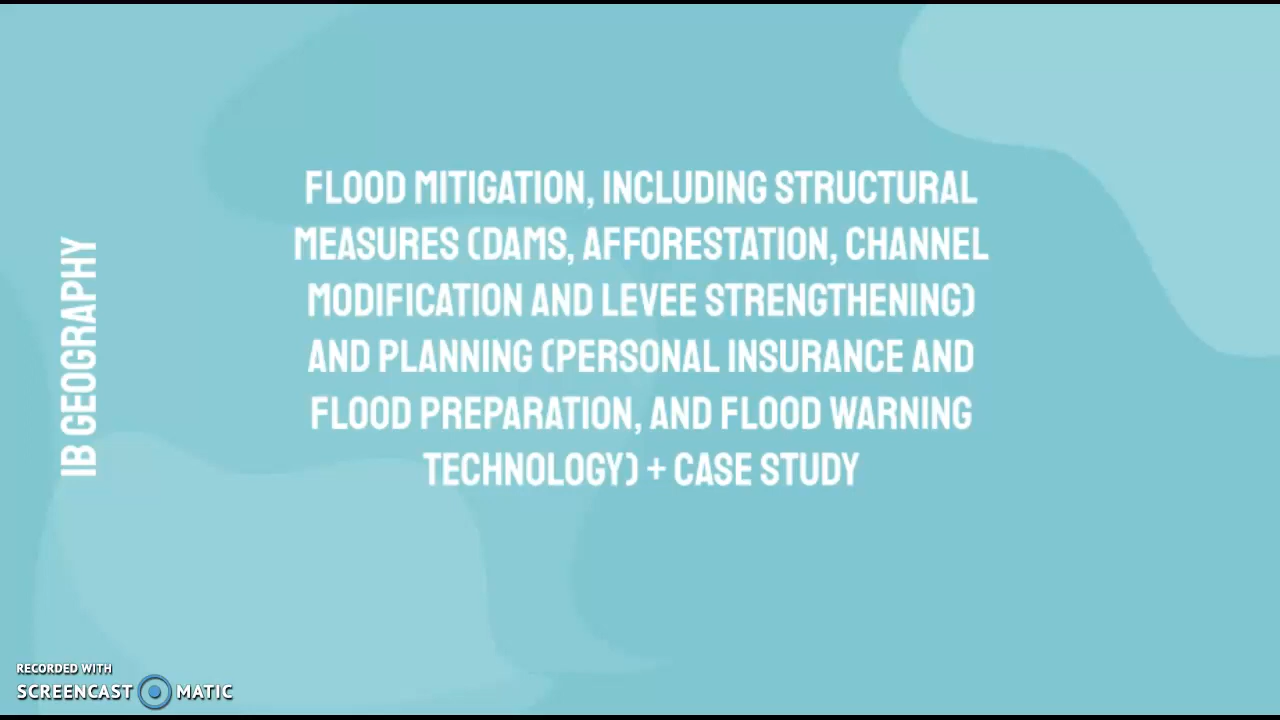 FLOOD MITIGATION, INCLUDING STRUCTURAL
MEASURES (DAMS, AFFORESTATION, CHANNEL
MODIFICATION AND LEVEE STRENGTHENING)
AND PLANNING (PERSONAL INSURANCE AND
FLOOD PREPARATION, AND FLOOD WARNING
TECHNOLOGY) + CASE STUDY
IB GEOGRAPHY
RECORDED WITH
SCREENCAST MATIC